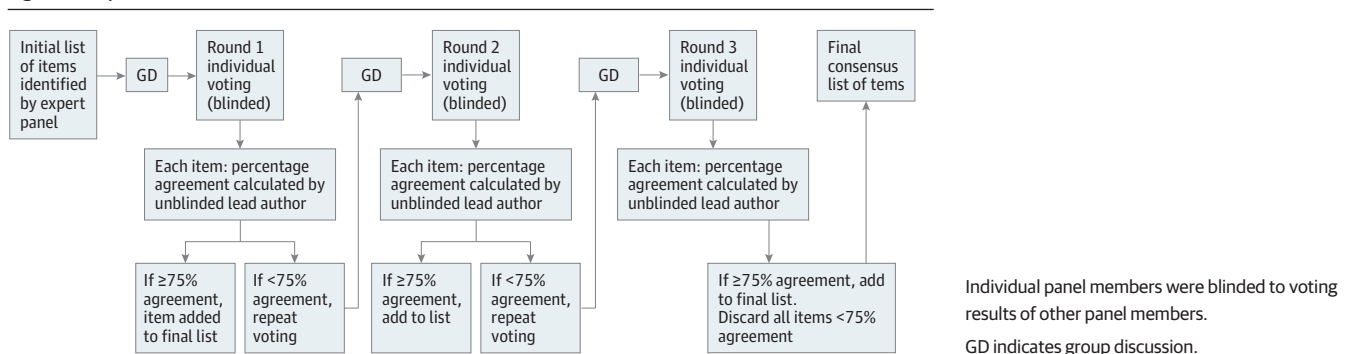 Initial list
of items
identified
by expert
panel
GD
Round 1
individual
voting
(blinded)
Each item: percentage
agreement calculated by
unblinded lead author
If ≥75%
agreement,
item added
to final list
If <75%
agreement,
repeat
voting
GD
Round 2
individual
voting
(blinded)
Each item: percentage
agreement calculated by
unblinded lead author
If ≥75%
agreement,
add to list
If <75%
agreement,
repeat
voting
GD
Round 3
individual
voting
(blinded)
Each item: percentage
agreement calculated by
unblinded lead author
If ≥75% agreement, add
to final list.
Discard all items <75%
agreement
Final
consensus
list of tems
Individual panel members were blinded to voting
results of other panel members.
GD indicates group discussion.